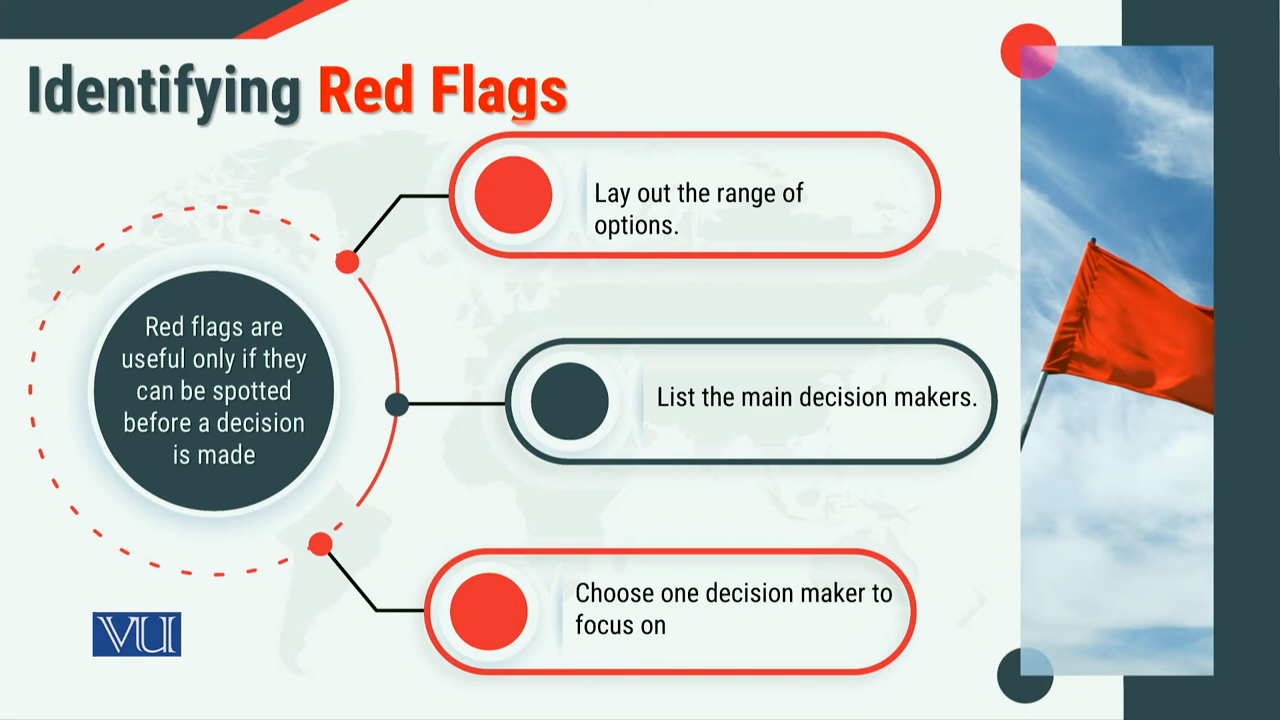 Identifying Red Flags
Red flags are
useful only if they
can be spotted
before a decision
is made
Lay out the range of
options.
List the main decision makers.
Choose one decision maker to
focus on
VU